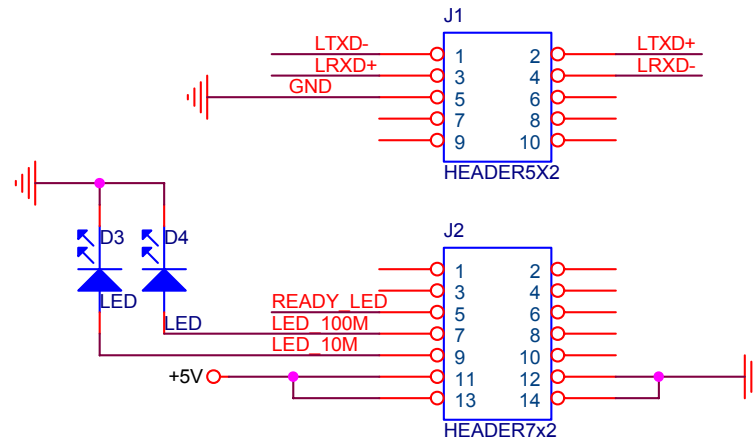 J1
LTXD- 1 2 LTXD+
LRXD+ 3 4 LRXD-
GND 5 6
7 8
9 10
HEADER5X2
D3 D4 J2
1 2
3 4
LED READY_LED 5 6
LED LED_100M 7 8
LED_10M 9 10
+5V 11 12
13 14
HEADER7x2